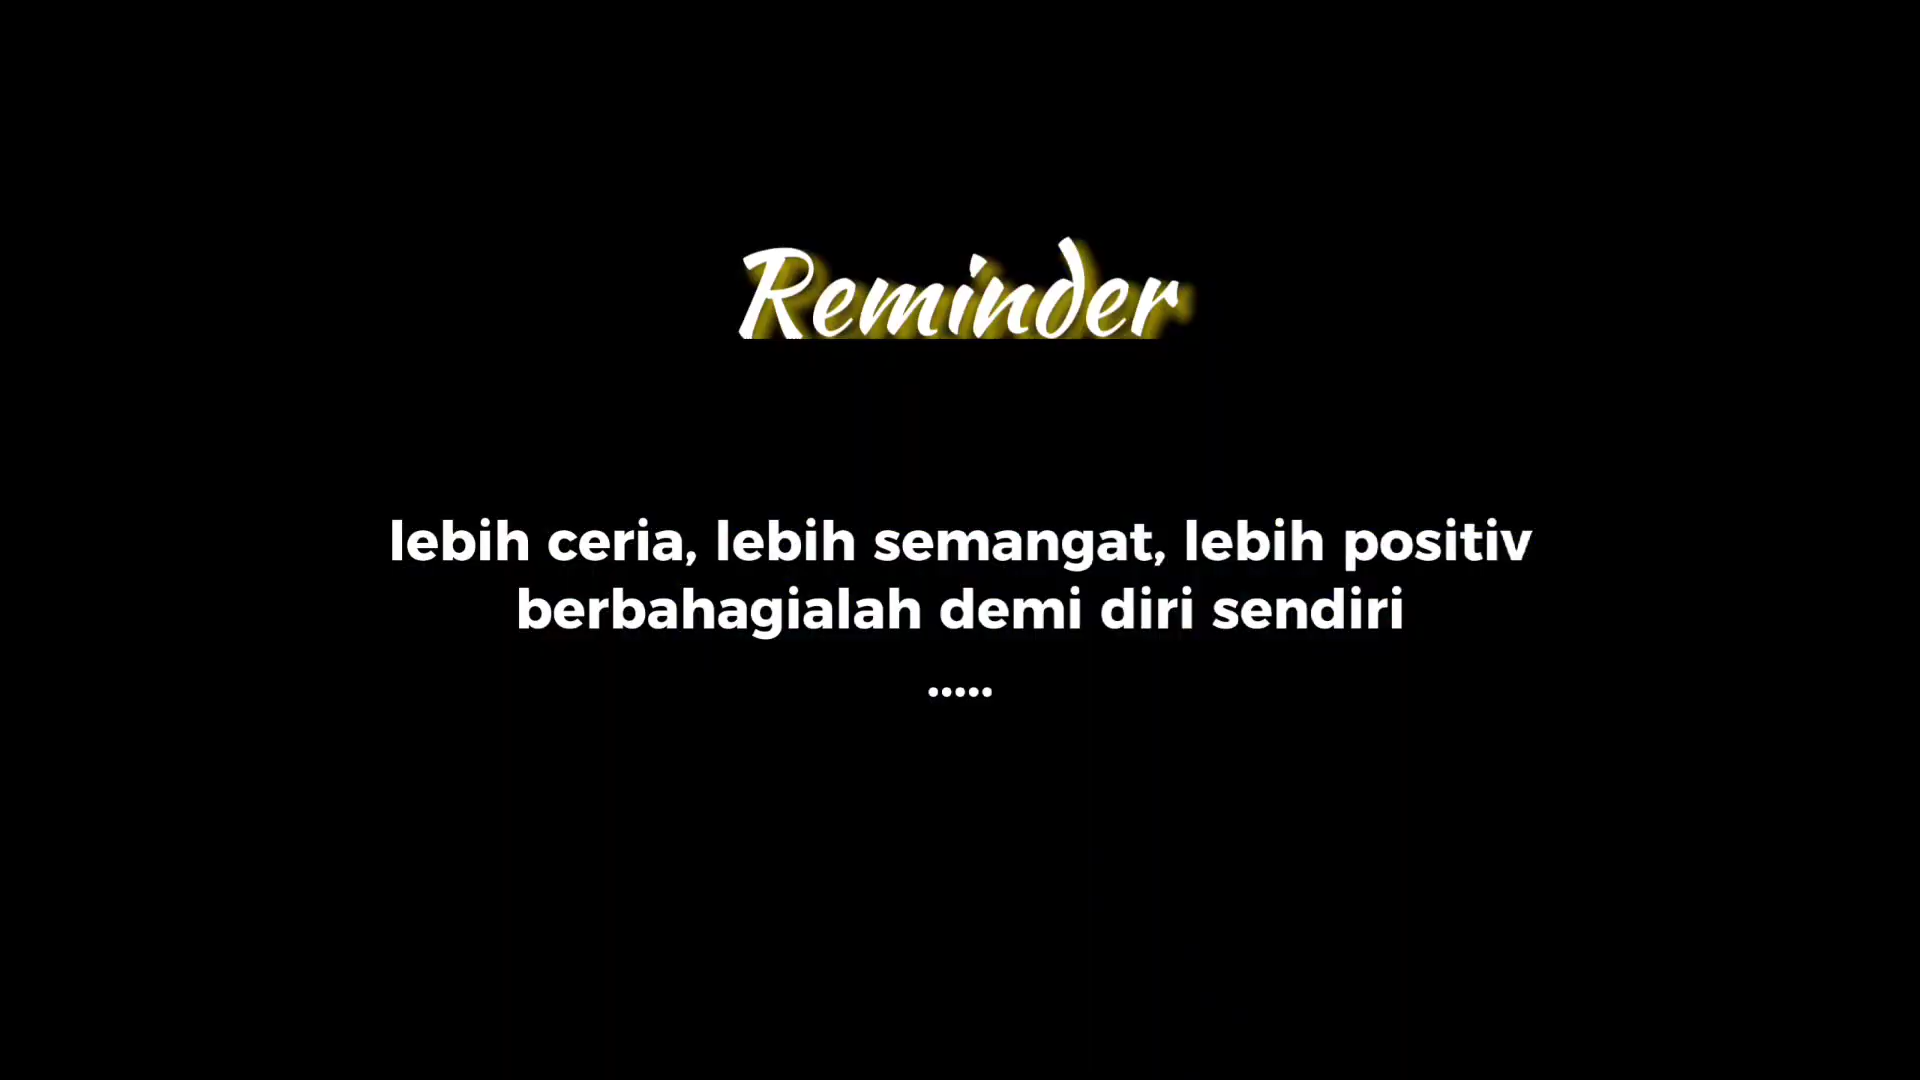 Reminder
lebih ceria, lebih semangat, lebih positiv
berbahagialah demi diri sendiri
.....